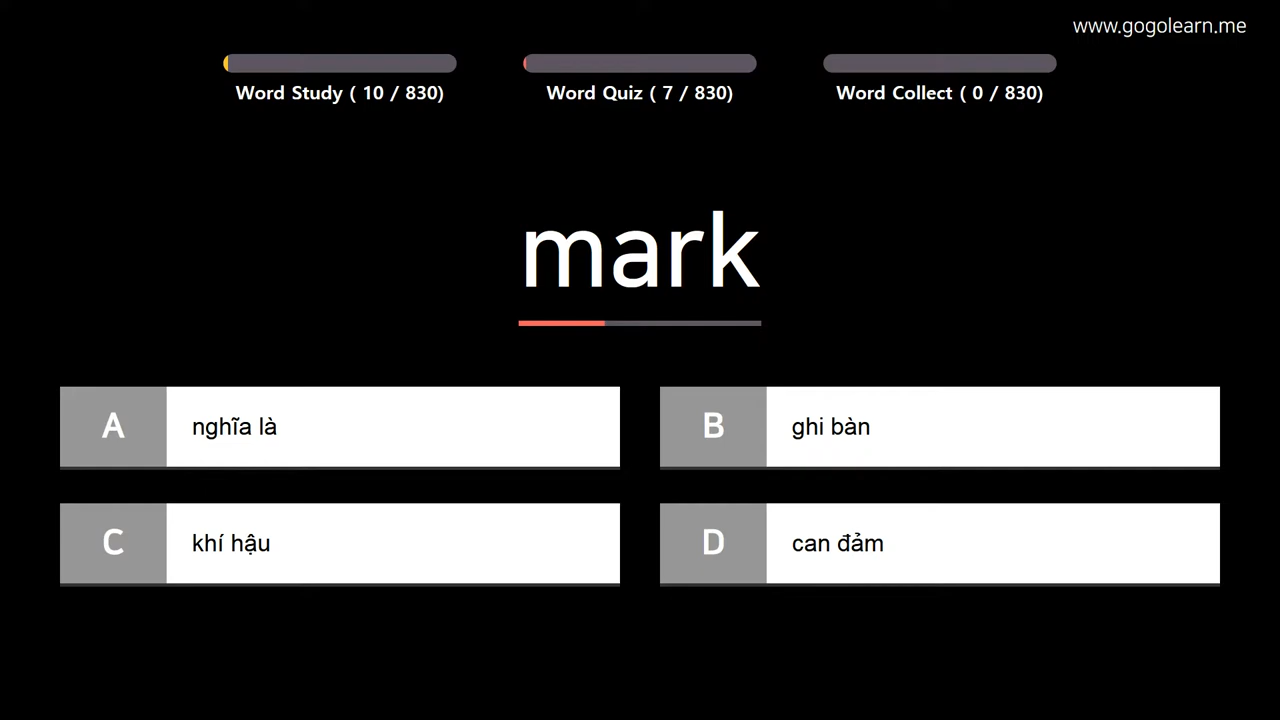 www.gogolearn.me
Word Study ( 10 / 830)
Word Quiz ( 7 / 830)
Word Collect ( 0 / 830)
mark
A nghĩa là
B ghi bàn
C khí hậu
D can đảm